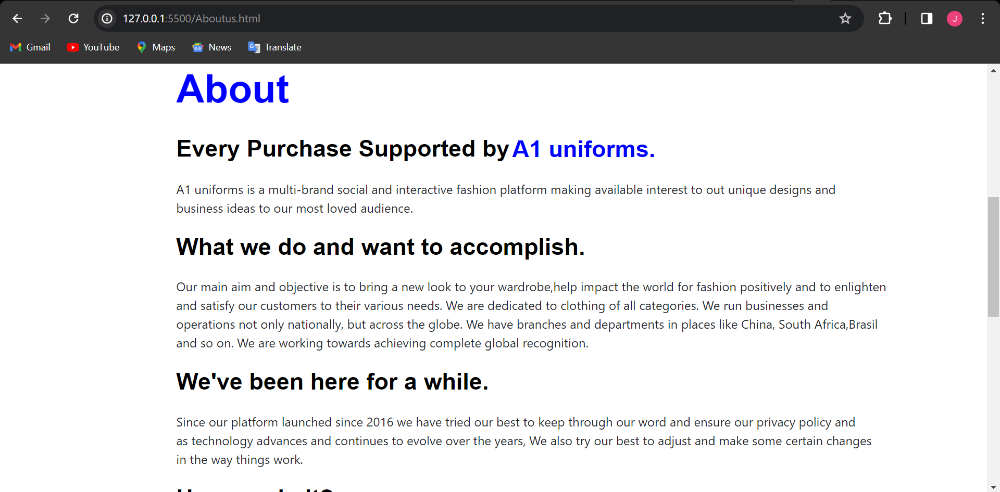 127.0.0.1:5500/Aboutus.html
J
Gmail YouTube Maps News Translate
About
Every Purchase Supported by A1 uniforms.
A1 uniforms is a multi-brand social and interactive fashion platform making available interest to out unique designs and
business ideas to our most loved audience.
What we do and want to accomplish.
Our main aim and objective is to bring a new look to your wardrobe,help impact the world for fashion positively and to enlighten
and satisfy our customers to their various needs. We are dedicated to clothing of all categories. We run businesses and
operations not only nationally, but across the globe. We have branches and departments in places like China, South Africa,Brasil
and so on. We are working towards achieving complete global recognition.
We've been here for a while.
Since our platform launched since 2016 we have tried our best to keep through our word and ensure our privacy policy and
as technology advances and continues to evolve over the years, We also try our best to adjust and make some certain changes
in the way things work.